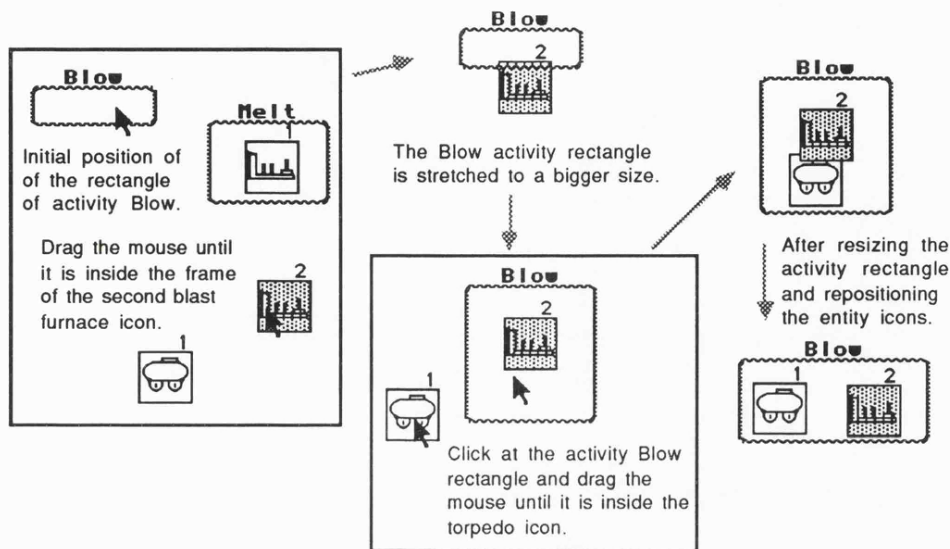 Blow
Melt
1
Initial position of
of the rectangle
of activity Blow.
Drag the mouse until
it is inside the frame
of the second blast
furnace icon.
2
1
Blow
2
The Blow activity rectangle
is stretched to a bigger size.
Blow
2
1
Click at the activity Blow
rectangle and drag the
mouse until it is inside the
torpedo icon.
Blow
2
After resizing the
activity rectangle
and repositioning
the entity icons.
Blow
1 2